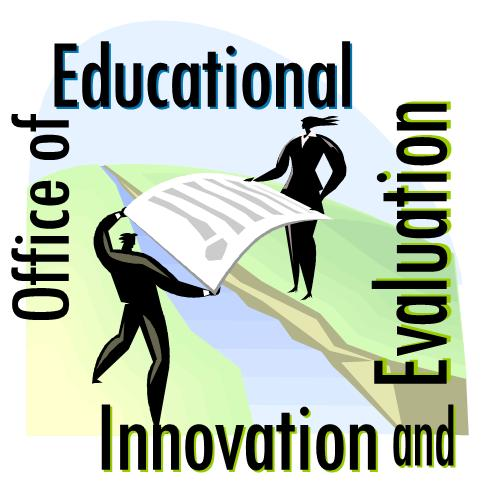 Office of
Educational
Innovation and
Evaluation